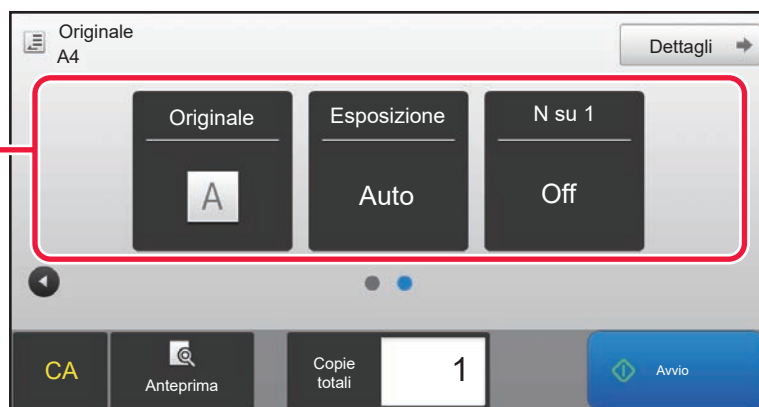 Originale
A4
Dettagli
Originale
Esposizione
N su 1
A
Auto
Off
CA
Anteprima
Copie
totali
1
Avvio